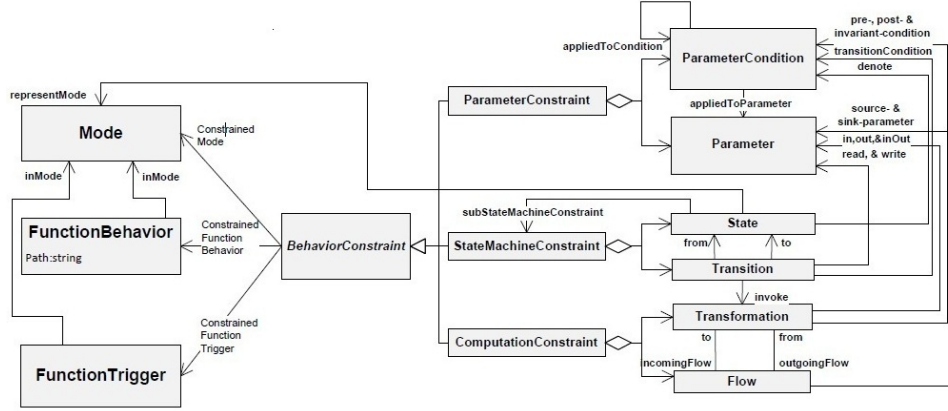 pre-, post- &
invariant-condition
appliedToCondition
ParameterCondition
transitionCondition
denote
representMode
ParameterConstraint
appliedToParameter
Mode
Constrained
Mode
source- &
sink-parameter
Parameter
in,out,&inOut
read, & write
inMode
inMode
subStateMachineConstraint
FunctionBehavior
Path:string
Constrained
Function
Behavior
BehaviorConstraint
StateMachineConstraint
State
from
to
Transition
invoke
Transformation
Constrained
Function
Trigger
ComputationConstraint
to
from
FunctionTrigger
incomingFlow
outgoingFlow
Flow